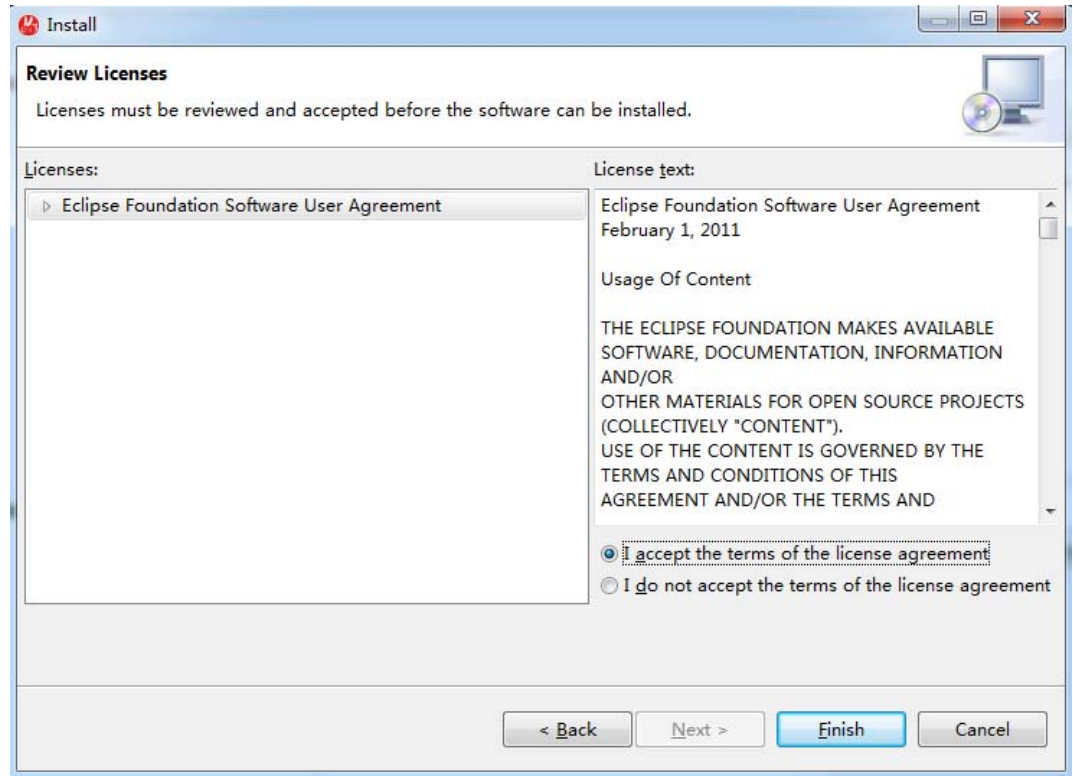 Install
Review Licenses
Licenses must be reviewed and accepted before the software can be installed.
Licenses:
Eclipse Foundation Software User Agreement
License text:
Eclipse Foundation Software User Agreement
February 1, 2011
Usage Of Content
THE ECLIPSE FOUNDATION MAKES AVAILABLE
SOFTWARE, DOCUMENTATION, INFORMATION
AND/OR
OTHER MATERIALS FOR OPEN SOURCE PROJECTS
(COLLECTIVELY "CONTENT").
USE OF THE CONTENT IS GOVERNED BY THE
TERMS AND CONDITIONS OF THIS
AGREEMENT AND/OR THE TERMS AND
I accept the terms of the license agreement
I do not accept the terms of the license agreement
< Back
Next >
Finish
Cancel